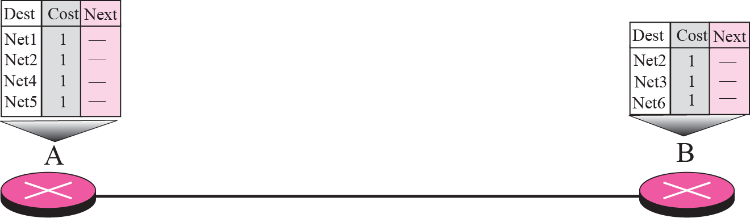 Dest Cost Next
Net1 1 —
Net2 1 —
Net4 1 —
Net5 1 —
A
Dest Cost Next
Net2 1 —
Net3 1 —
Net6 1 —
B